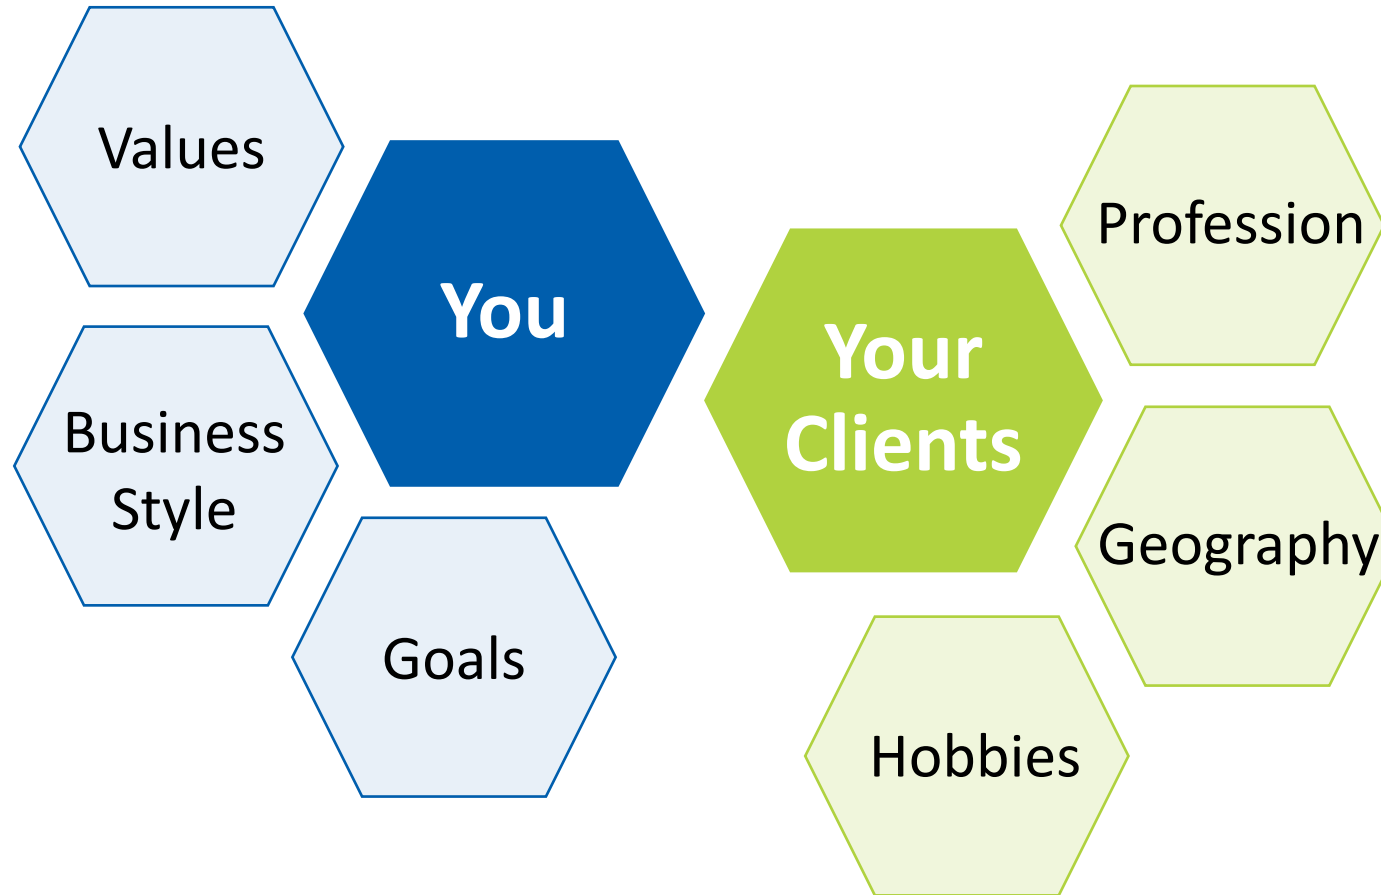 Values
You
Business
Style
Goals
Your
Clients
Profession
Geography
Hobbies